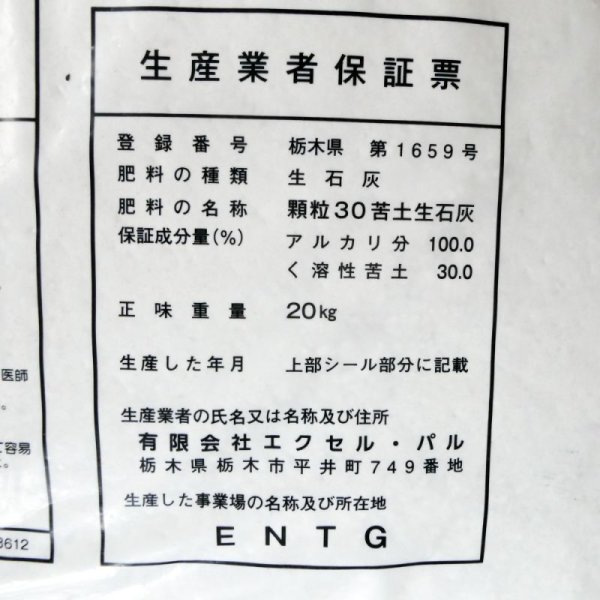 生産業者保証票
登録番号 栃木県 第1659号
肥料の種類 生石灰
肥料の名称 顆粒30苦土生石灰
保証成分量(%) アルカリ分 100.0
く溶性苦土 30.0
正味重量 20kg
生産した年月 上部シール部分に記載
生産業者の氏名又は名称及び住所
有限会社エクセル・パル
栃木県栃木市平井町749番地
生産した事業場の名称及び所在地
ENTG
医師
。
容易
。
3612